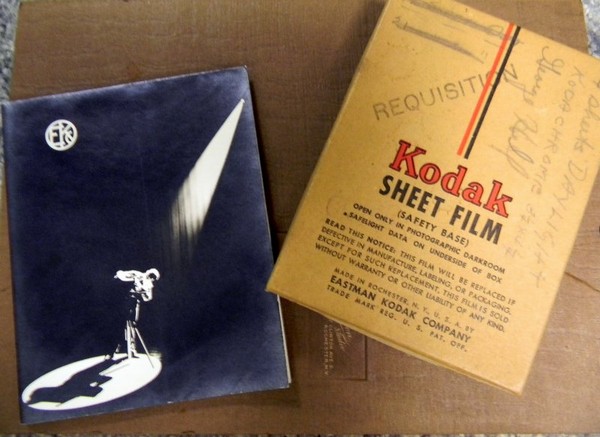 EKCo
REQUISITION
Kodak
SHEET FILM
(SAFETY BASE)
OPEN ONLY IN PHOTOGRAPHIC DARKROOM
SAFELIGHT DATA ON UNDERSIDE OF BOX
READ THIS NOTICE: THIS FILM WILL BE REPLACED IF
DEFECTIVE IN MANUFACTURE, LABELING, OR PACKAGING.
EXCEPT FOR SUCH REPLACEMENT, THIS FILM IS SOLD
WITHOUT WARRANTY OR OTHER LIABILITY OF ANY KIND.
MADE IN ROCHESTER, N. Y., U. S. A. BY
EASTMAN KODAK COMPANY
TRADE MARK REG. U. S. PAT. OFF.
DAYLIGHT
KODACHROME